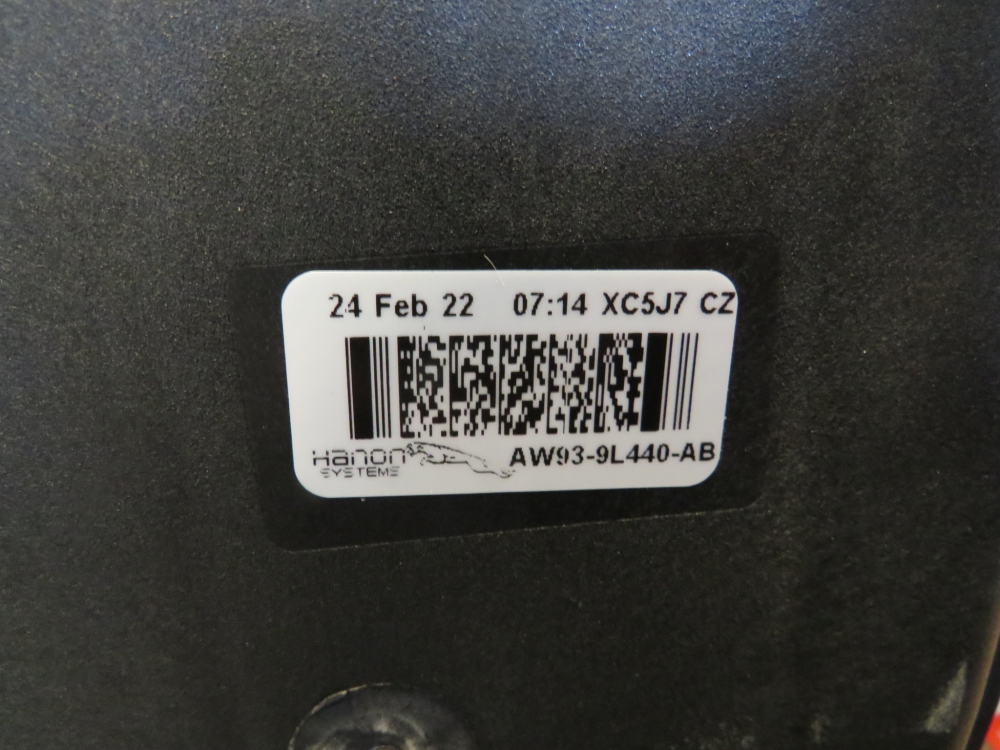 24 Feb 22 07:14 XC5J7 CZ
Hanon
SYSTEMS
AW93-9L440-AB